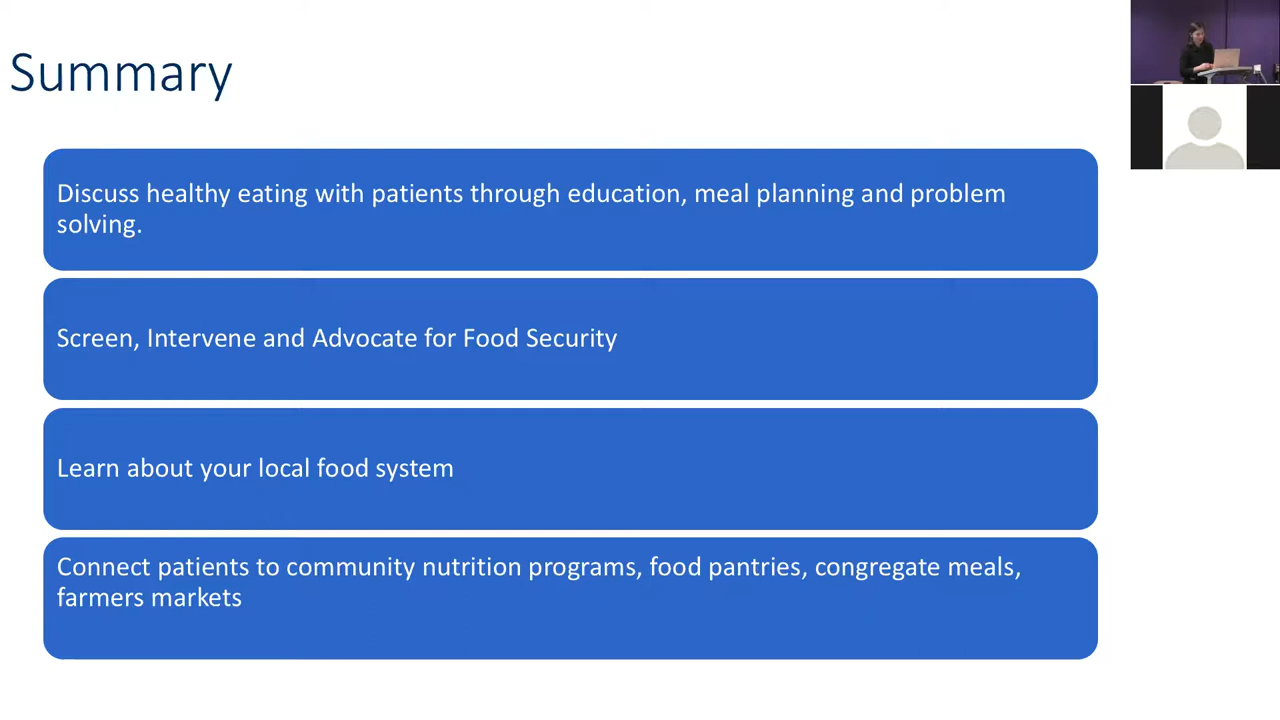 Summary
Discuss healthy eating with patients through education, meal planning and problem
solving.
Screen, Intervene and Advocate for Food Security
Learn about your local food system
Connect patients to community nutrition programs, food pantries, congregate meals,
farmers markets